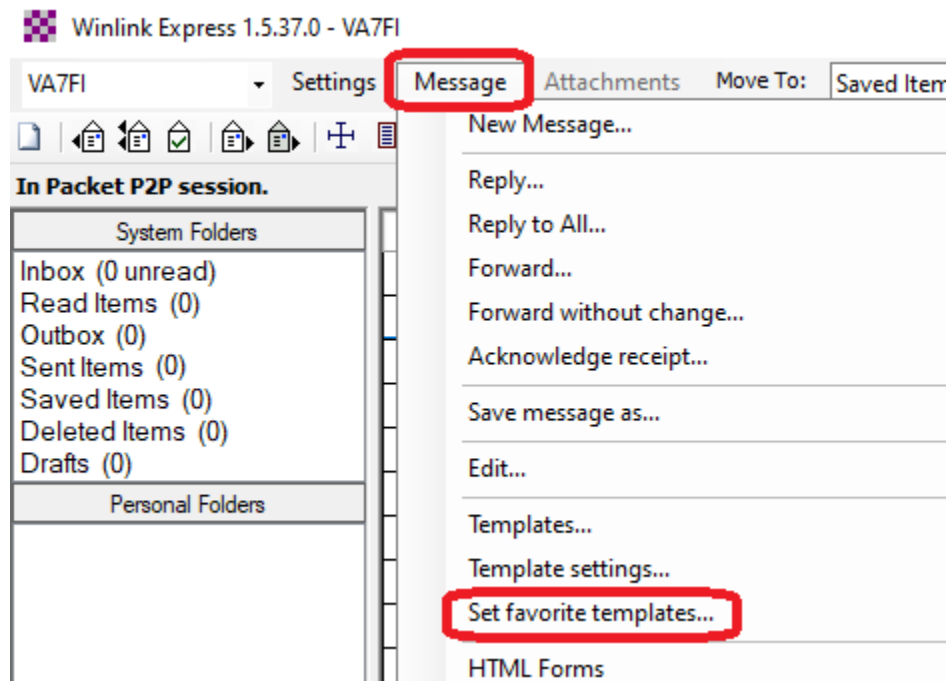 Winlink Express 1.5.37.0 - VA7FI
VA7FI Settings Message Attachments Move To: Saved Item
In Packet P2P session.
System Folders
Inbox (0 unread)
Read Items (0)
Outbox (0)
Sent Items (0)
Saved Items (0)
Deleted Items (0)
Drafts (0)
Personal Folders
New Message...
Reply...
Reply to All...
Forward...
Forward without change...
Acknowledge receipt...
Save message as...
Edit...
Templates...
Template settings...
Set favorite templates...
HTML Forms